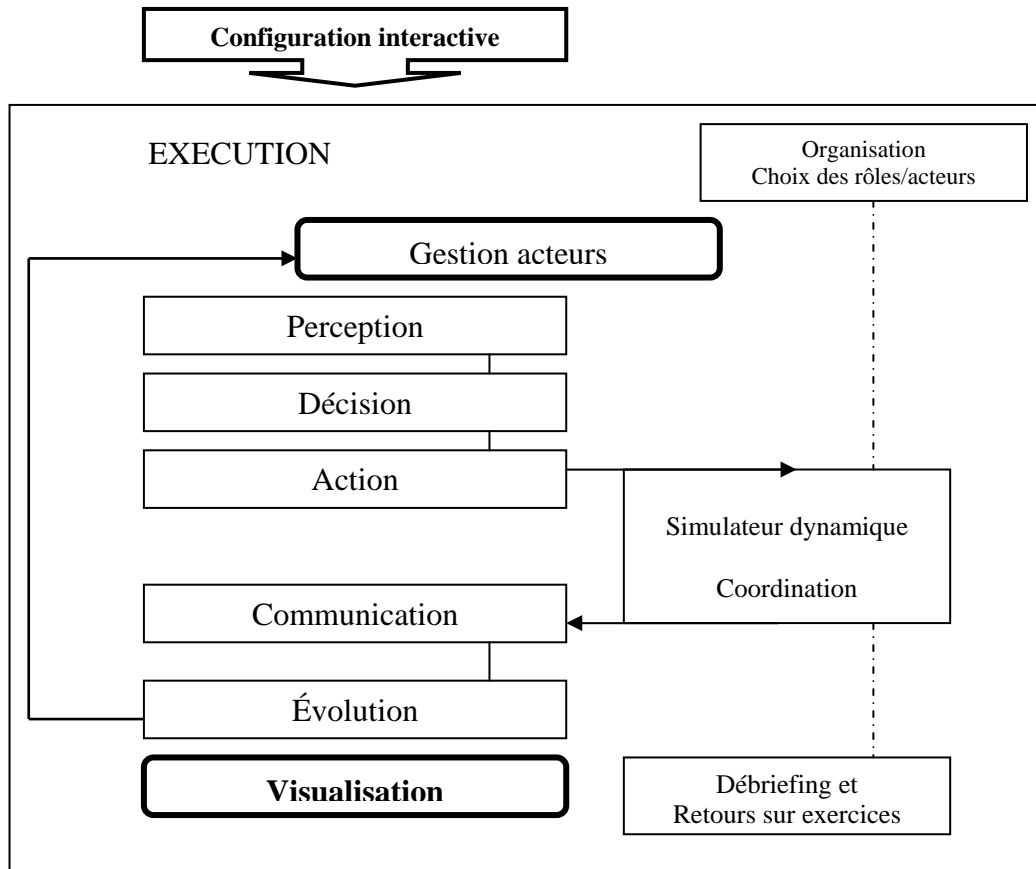 Configuration interactive
EXECUTION
Organisation
Choix des rôles/acteurs
Gestion acteurs
Perception
Décision
Action
Simulateur dynamique
Coordination
Communication
Évolution
Visualisation
Débriefing et
Retours sur exercices